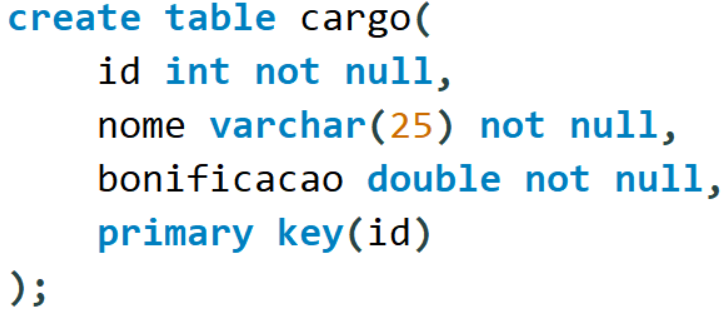 create table cargo(
id int not null,
nome varchar(25) not null,
bonificacao double not null,
primary key(id)
);